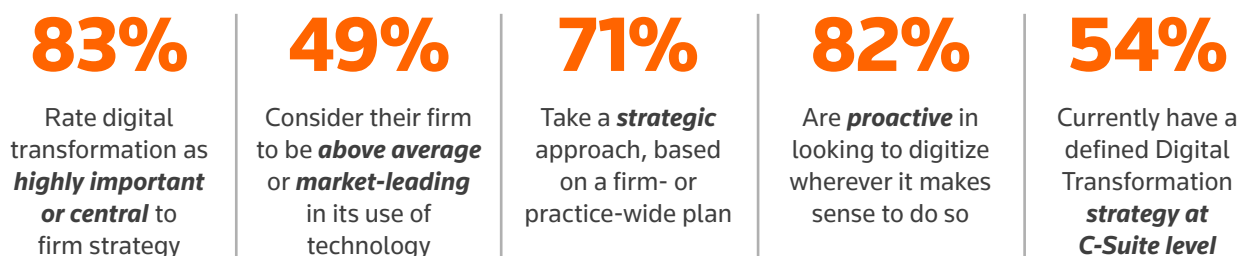 83%
Rate digital
transformation as
highly important
or central to
firm strategy
49%
Consider their firm
to be above average
or market-leading
in its use of
technology
71%
Take a strategic
approach, based
on a firm- or
practice-wide plan
82%
Are proactive in
looking to digitize
wherever it makes
sense to do so
54%
Currently have a
defined Digital
Transformation
strategy at
C-Suite level